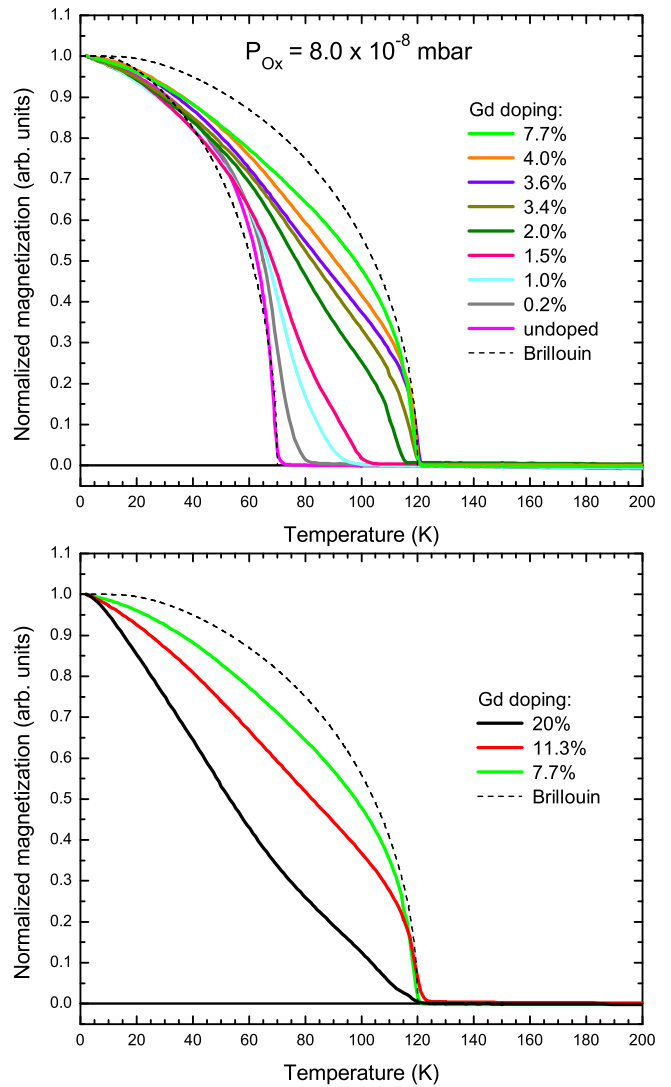 P_Ox = 8.0 x 10^-8 mbar
1.1
1.0
0.9
0.8
0.7
0.6
0.5
0.4
0.3
0.2
0.1
0.0
Normalized magnetization (arb. units)
Gd doping:
7.7%
4.0%
3.6%
3.4%
2.0%
1.5%
1.0%
0.2%
undoped
Brillouin
0 20 40 60 80 100 120 140 160 180 200
Temperature (K)
1.1
1.0
0.9
0.8
0.7
0.6
0.5
0.4
0.3
0.2
0.1
0.0
Normalized magnetization (arb. units)
Gd doping:
20%
11.3%
7.7%
Brillouin
0 20 40 60 80 100 120 140 160 180 200
Temperature (K)